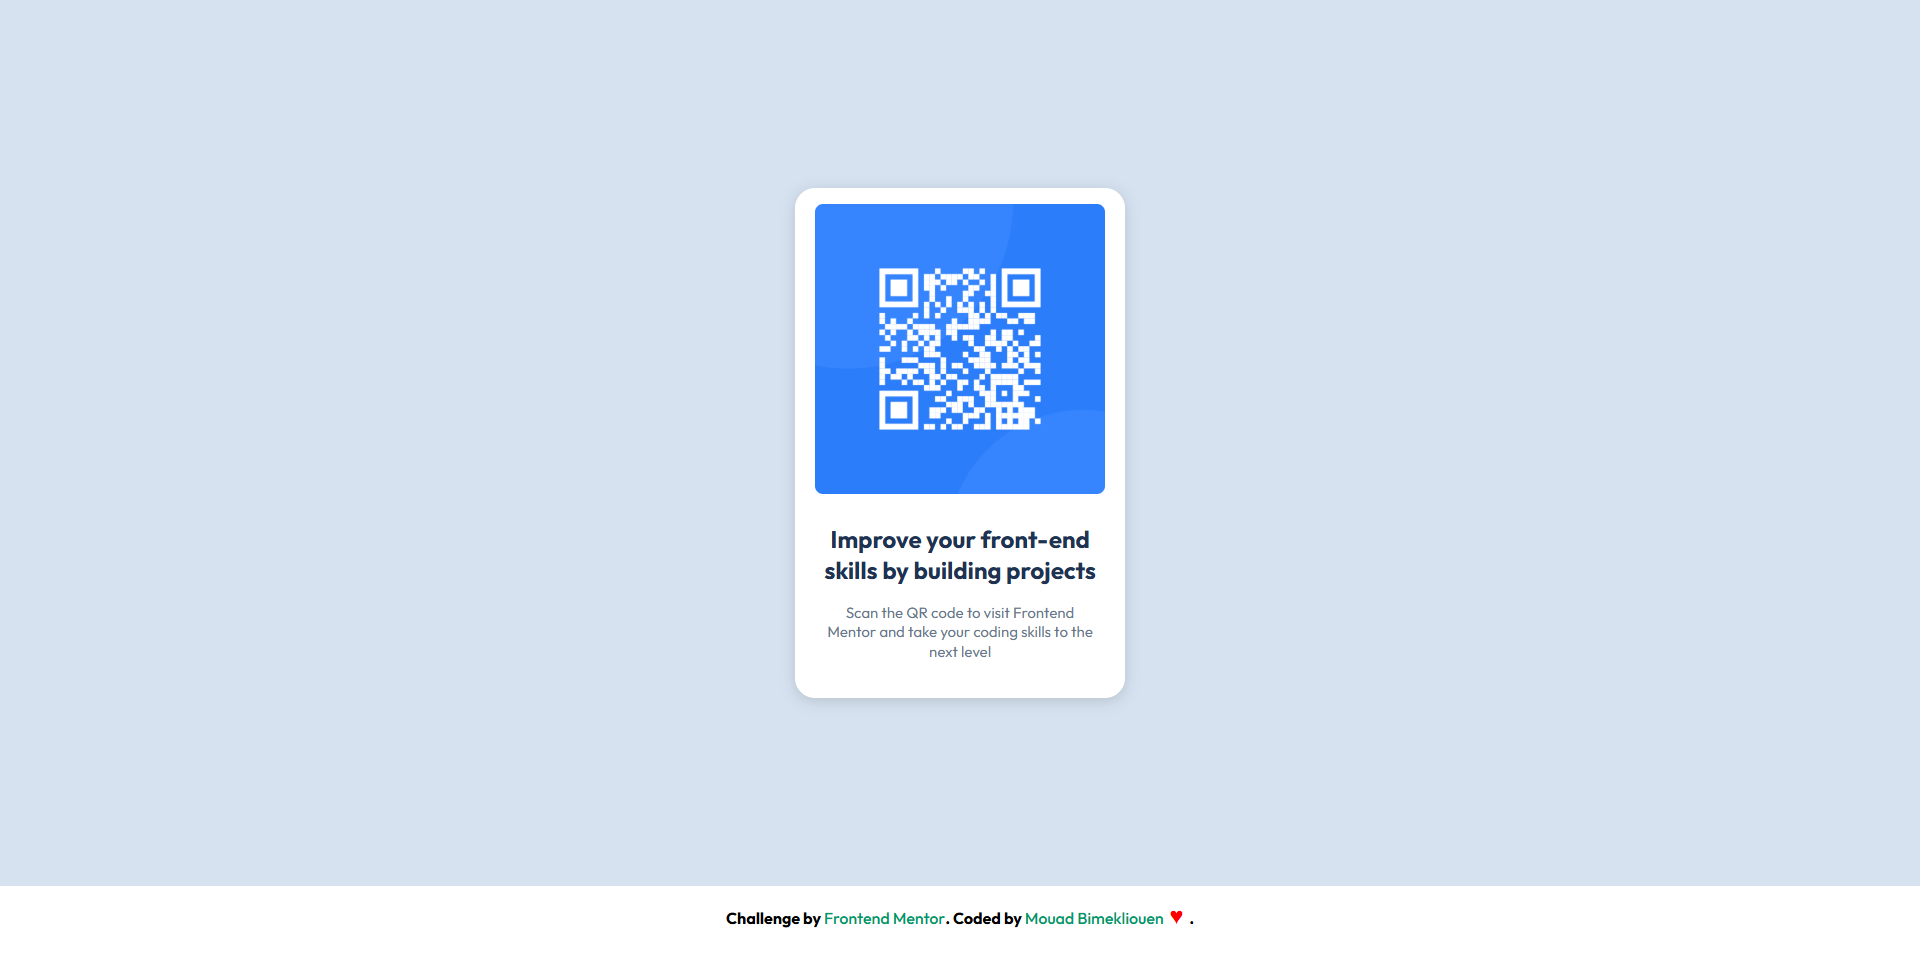 Improve your front-end
skills by building projects
Scan the QR code to visit Frontend
Mentor and take your coding skills to the
next level
Challenge by Frontend Mentor. Coded by Mouad Bimekliouen ♥ .